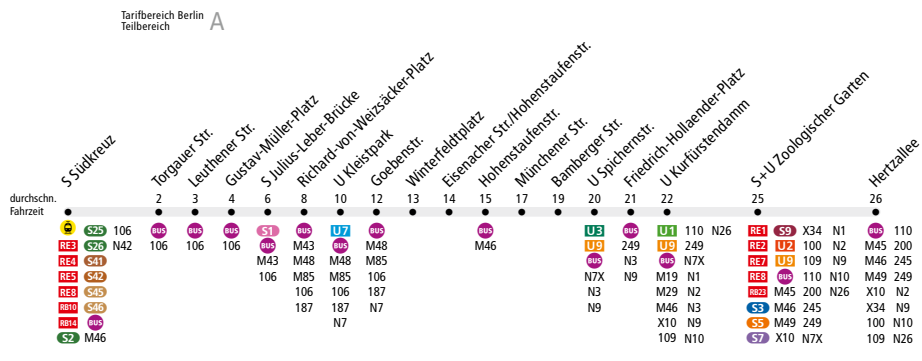 Tarifbereich Berlin
Teilbereich A
S Südkreuz
Torgauer Str.
Leuthener Str.
Gustav-Müller-Platz
S Julius-Leber-Brücke
Richard-von-Weizsäcker-Platz
U Kleistpark
Goebenstr.
Winterfeldtplatz
Eisenacher Str./Hohenstaufenstr.
Hohenstaufenstr.
Münchener Str.
Bamberger Str.
U Spichernstr.
Friedrich-Hollaender-Platz
U Kurfürstendamm
S+U Zoologischer Garten
Hertzallee
durchschn. 2 3 4 6 8 10 12 13 14 15 17 19 20 21 22 25 26
Fahrzeit
S25 106 BUS BUS BUS S1 BUS U7 BUS BUS U3 BUS U1 110 N26 RE1 S9 X34 N1 BUS 110
RE3 S26 N42 106 106 106 BUS M43 BUS M48 M46 U9 249 U9 249 RE2 U2 100 N2 M45 200
RE4 S41 M43 M48 M48 M85 BUS N3 BUS N7X RE7 U9 109 N9 M46 245
RE5 S42 106 M85 M85 106 N7X N9 M19 N1 RE8 BUS 110 N10 M49 249
RE8 S45 106 106 187 N3 M29 N2 RB23 M45 200 N26 X10 N2
RB10 S46 187 187 N7 N9 M46 N3 S3 M46 245 X34 N9
RB14 BUS N7 X10 N9 S5 M49 249 100 N10
S2 M46 109 N10 S7 X10 N7X 109 N26